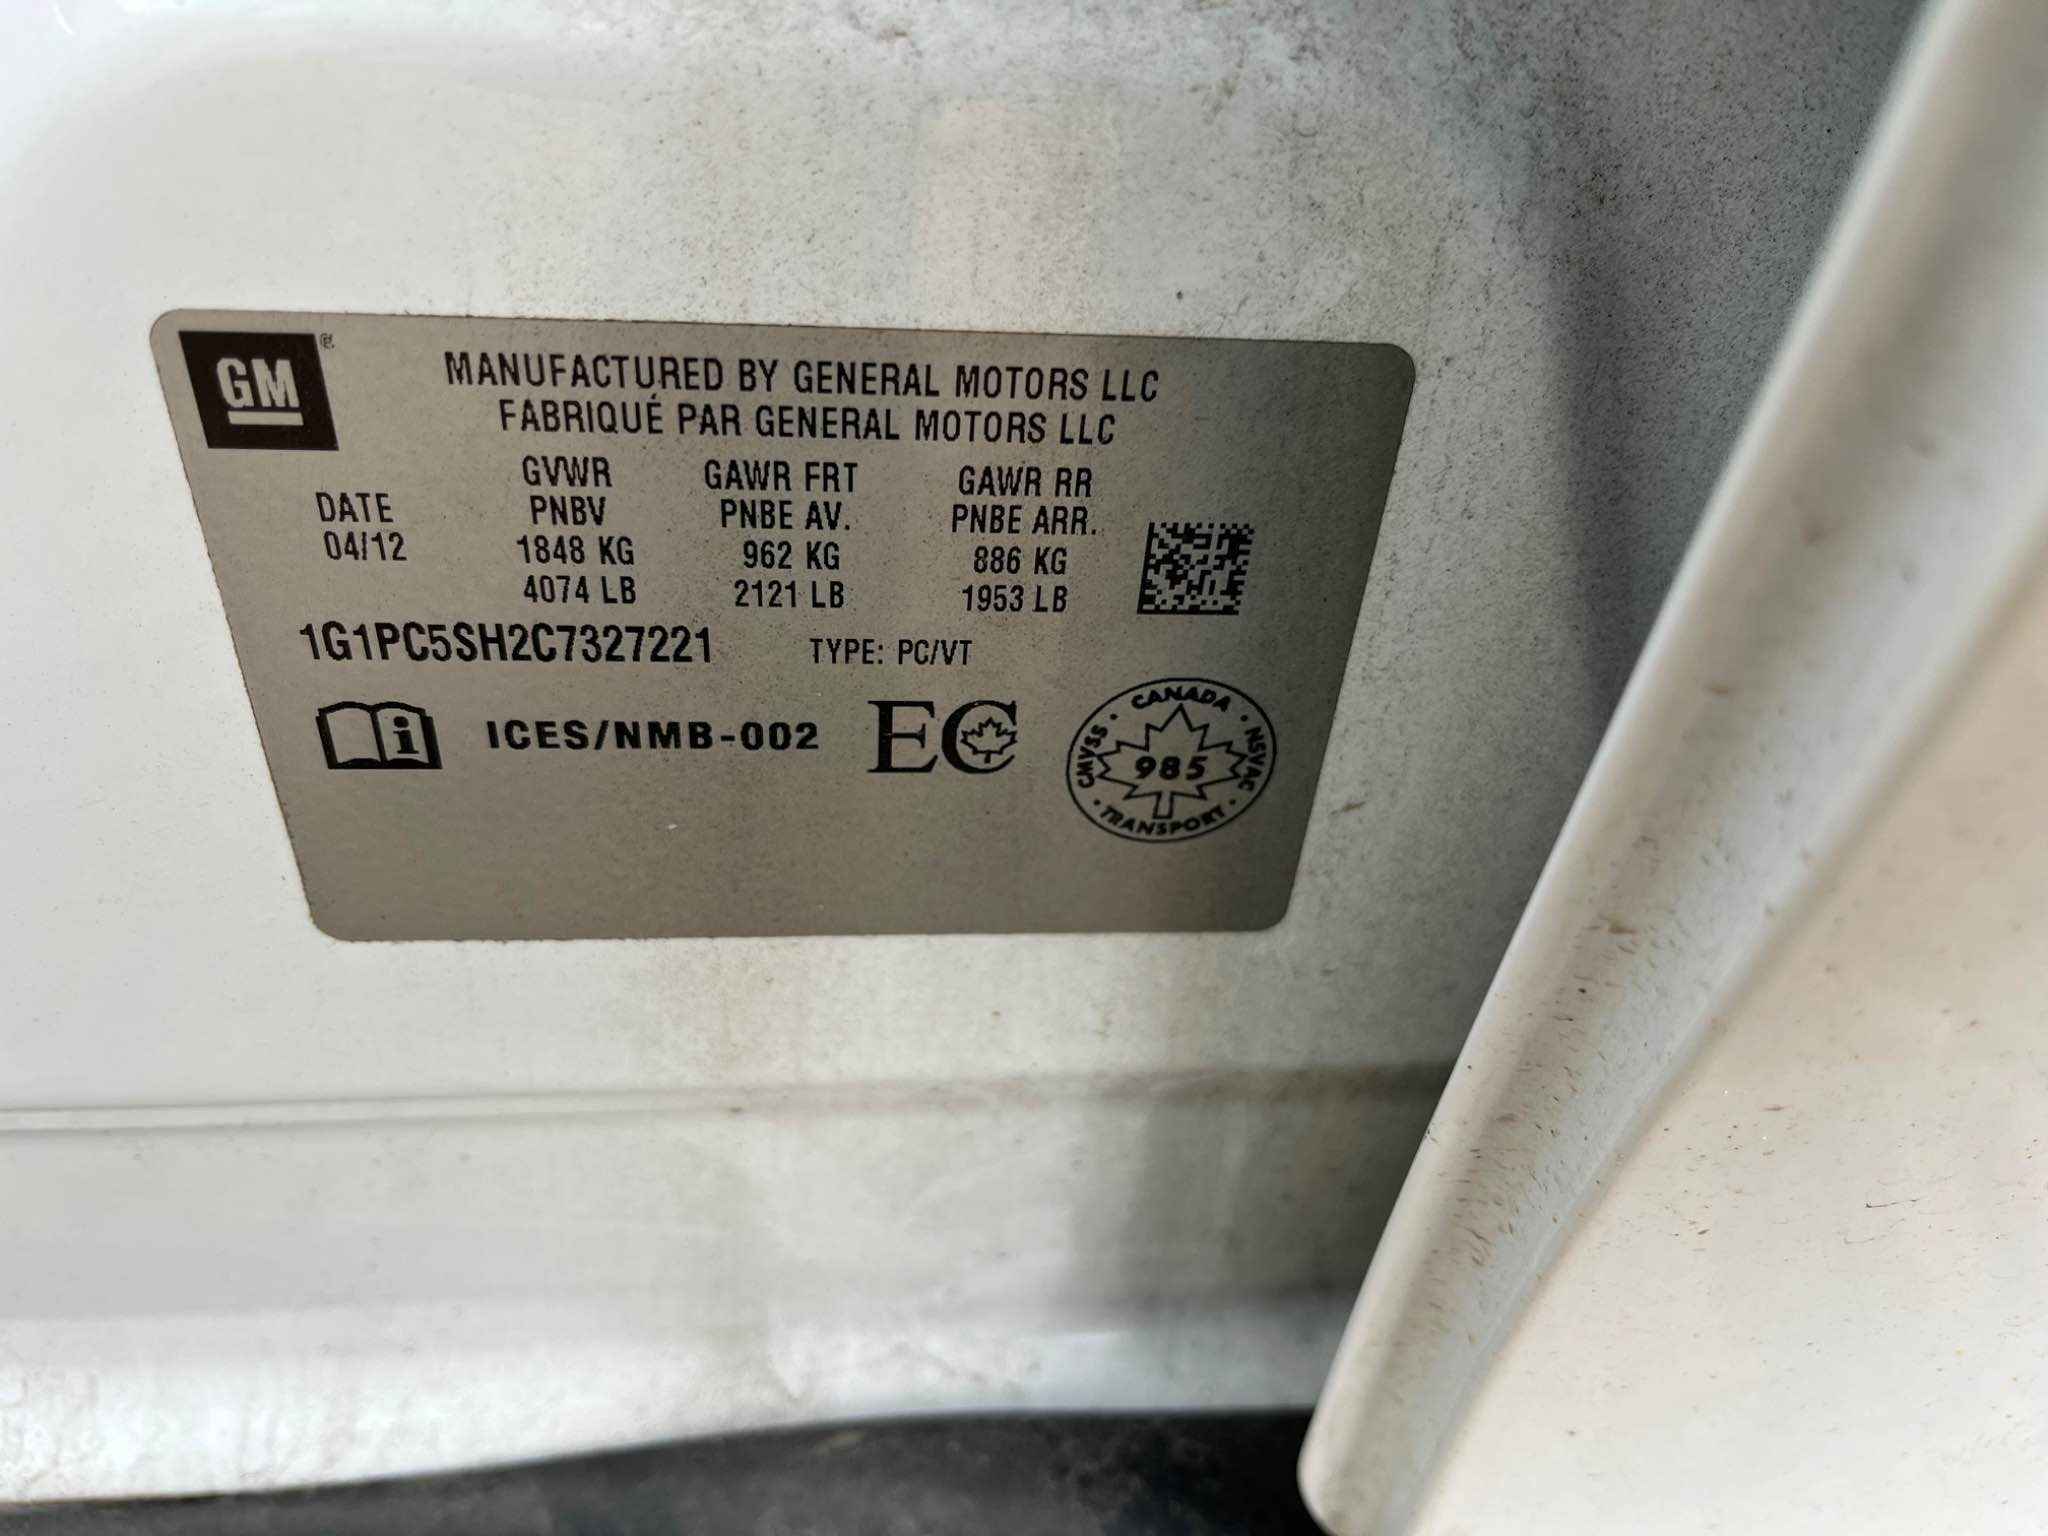 GM
MANUFACTURED BY GENERAL MOTORS LLC
FABRIQUÉ PAR GENERAL MOTORS LLC
DATE
04/12
GVWR
PNBV
1848 KG
4074 LB
GAWR FRT
PNBE AV.
962 KG
2121 LB
GAWR RR
PNBE ARR.
886 KG
1953 LB
1G1PC5SH2C7327221 TYPE: PC/VT
i ICES/NMB-002 EC
CANADA
CMVSS · 985 · NSVAC
TRANSPORT